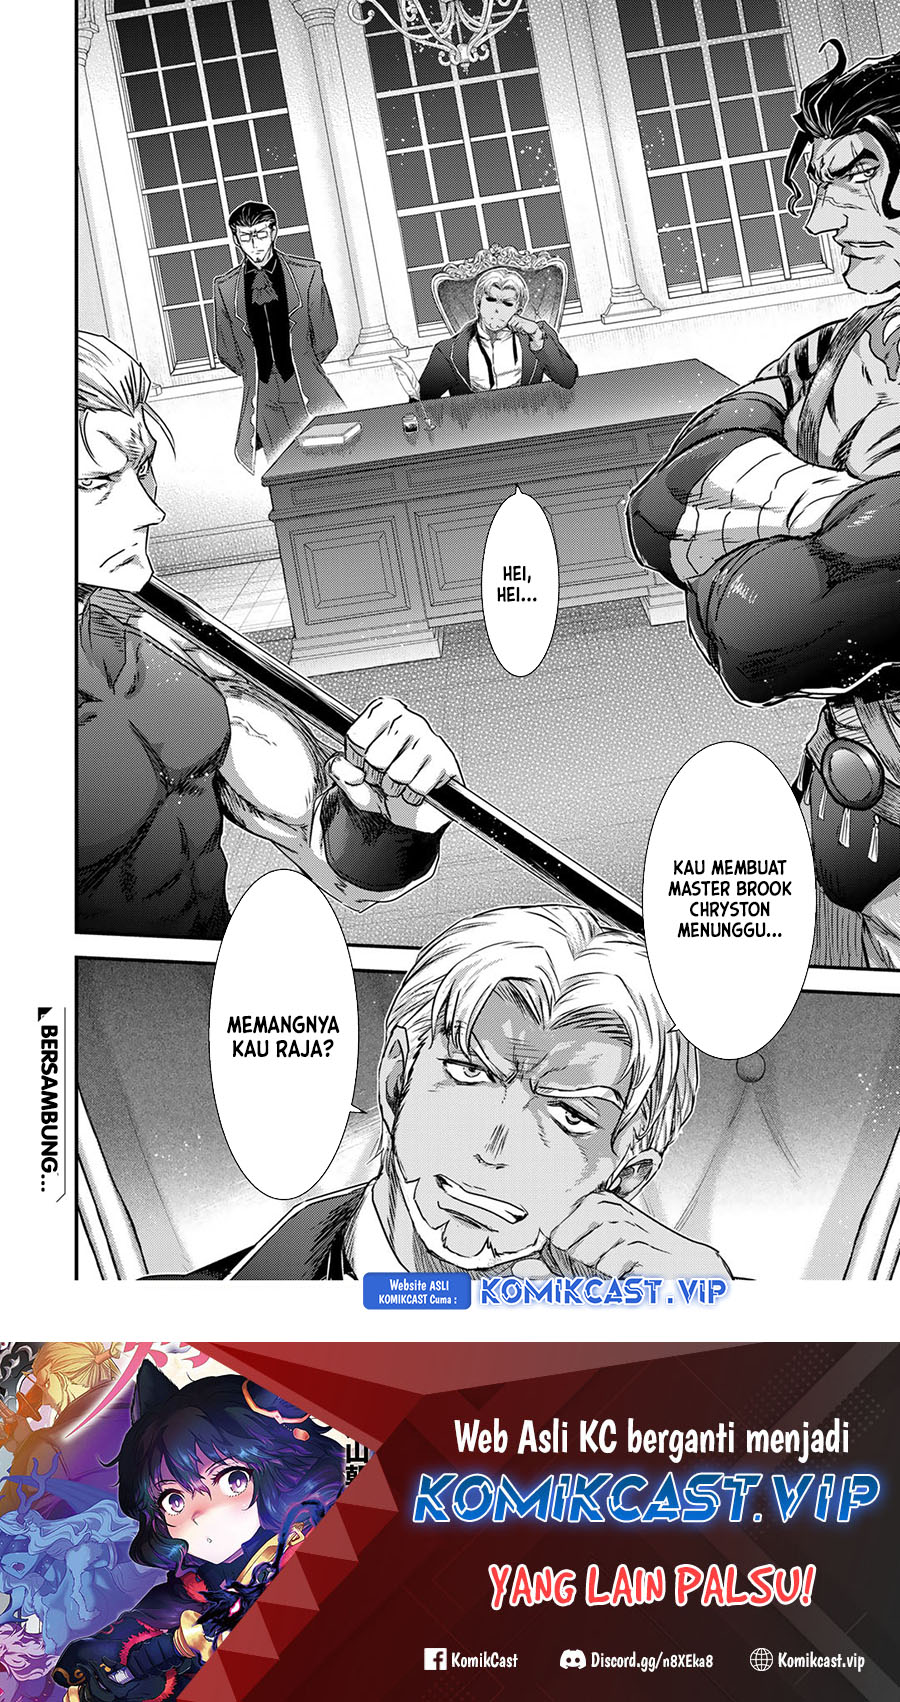 HEI,
HEI...
KAU MEMBUAT
MASTER BROOK
CHRYSTON
MENUNGGU...
MEMANGNYA
KAU RAJA?
BERSAMBUNG...
Website ASLI
KOMIKCAST Cuma :
KOMIKCAST.VIP
Web Asli KC berganti menjadi
KOMIKCAST.VIP
YANG LAIN PALSU!
KomikCast
Discord.gg/n8XEka8
Komikcast.vip